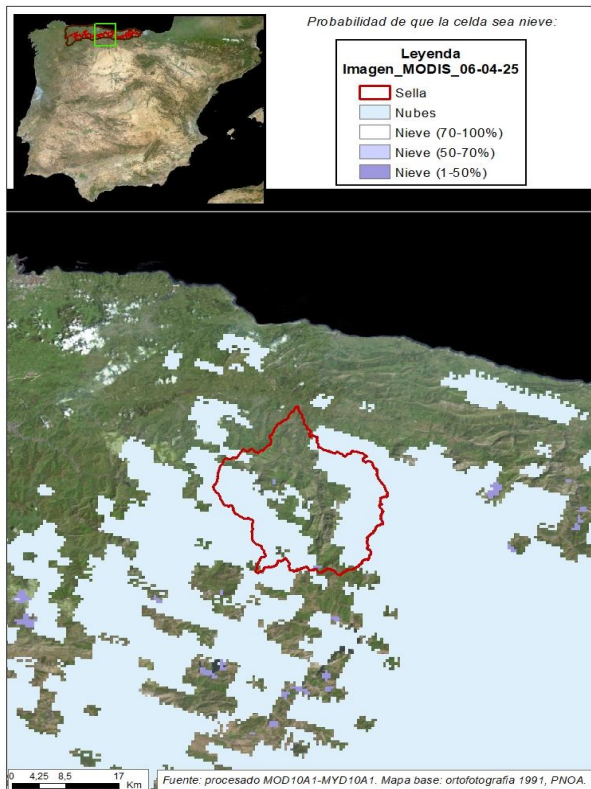 Probabilidad de que la celda sea nieve:
Leyenda
Imagen_MODIS_06-04-25
Sella
Nubes
Nieve (70-100%)
Nieve (50-70%)
Nieve (1-50%)
0 4,25 8,5 17
Km
Fuente: procesado MOD10A1-MYD10A1. Mapa base: ortofotografia 1991, PNOA.